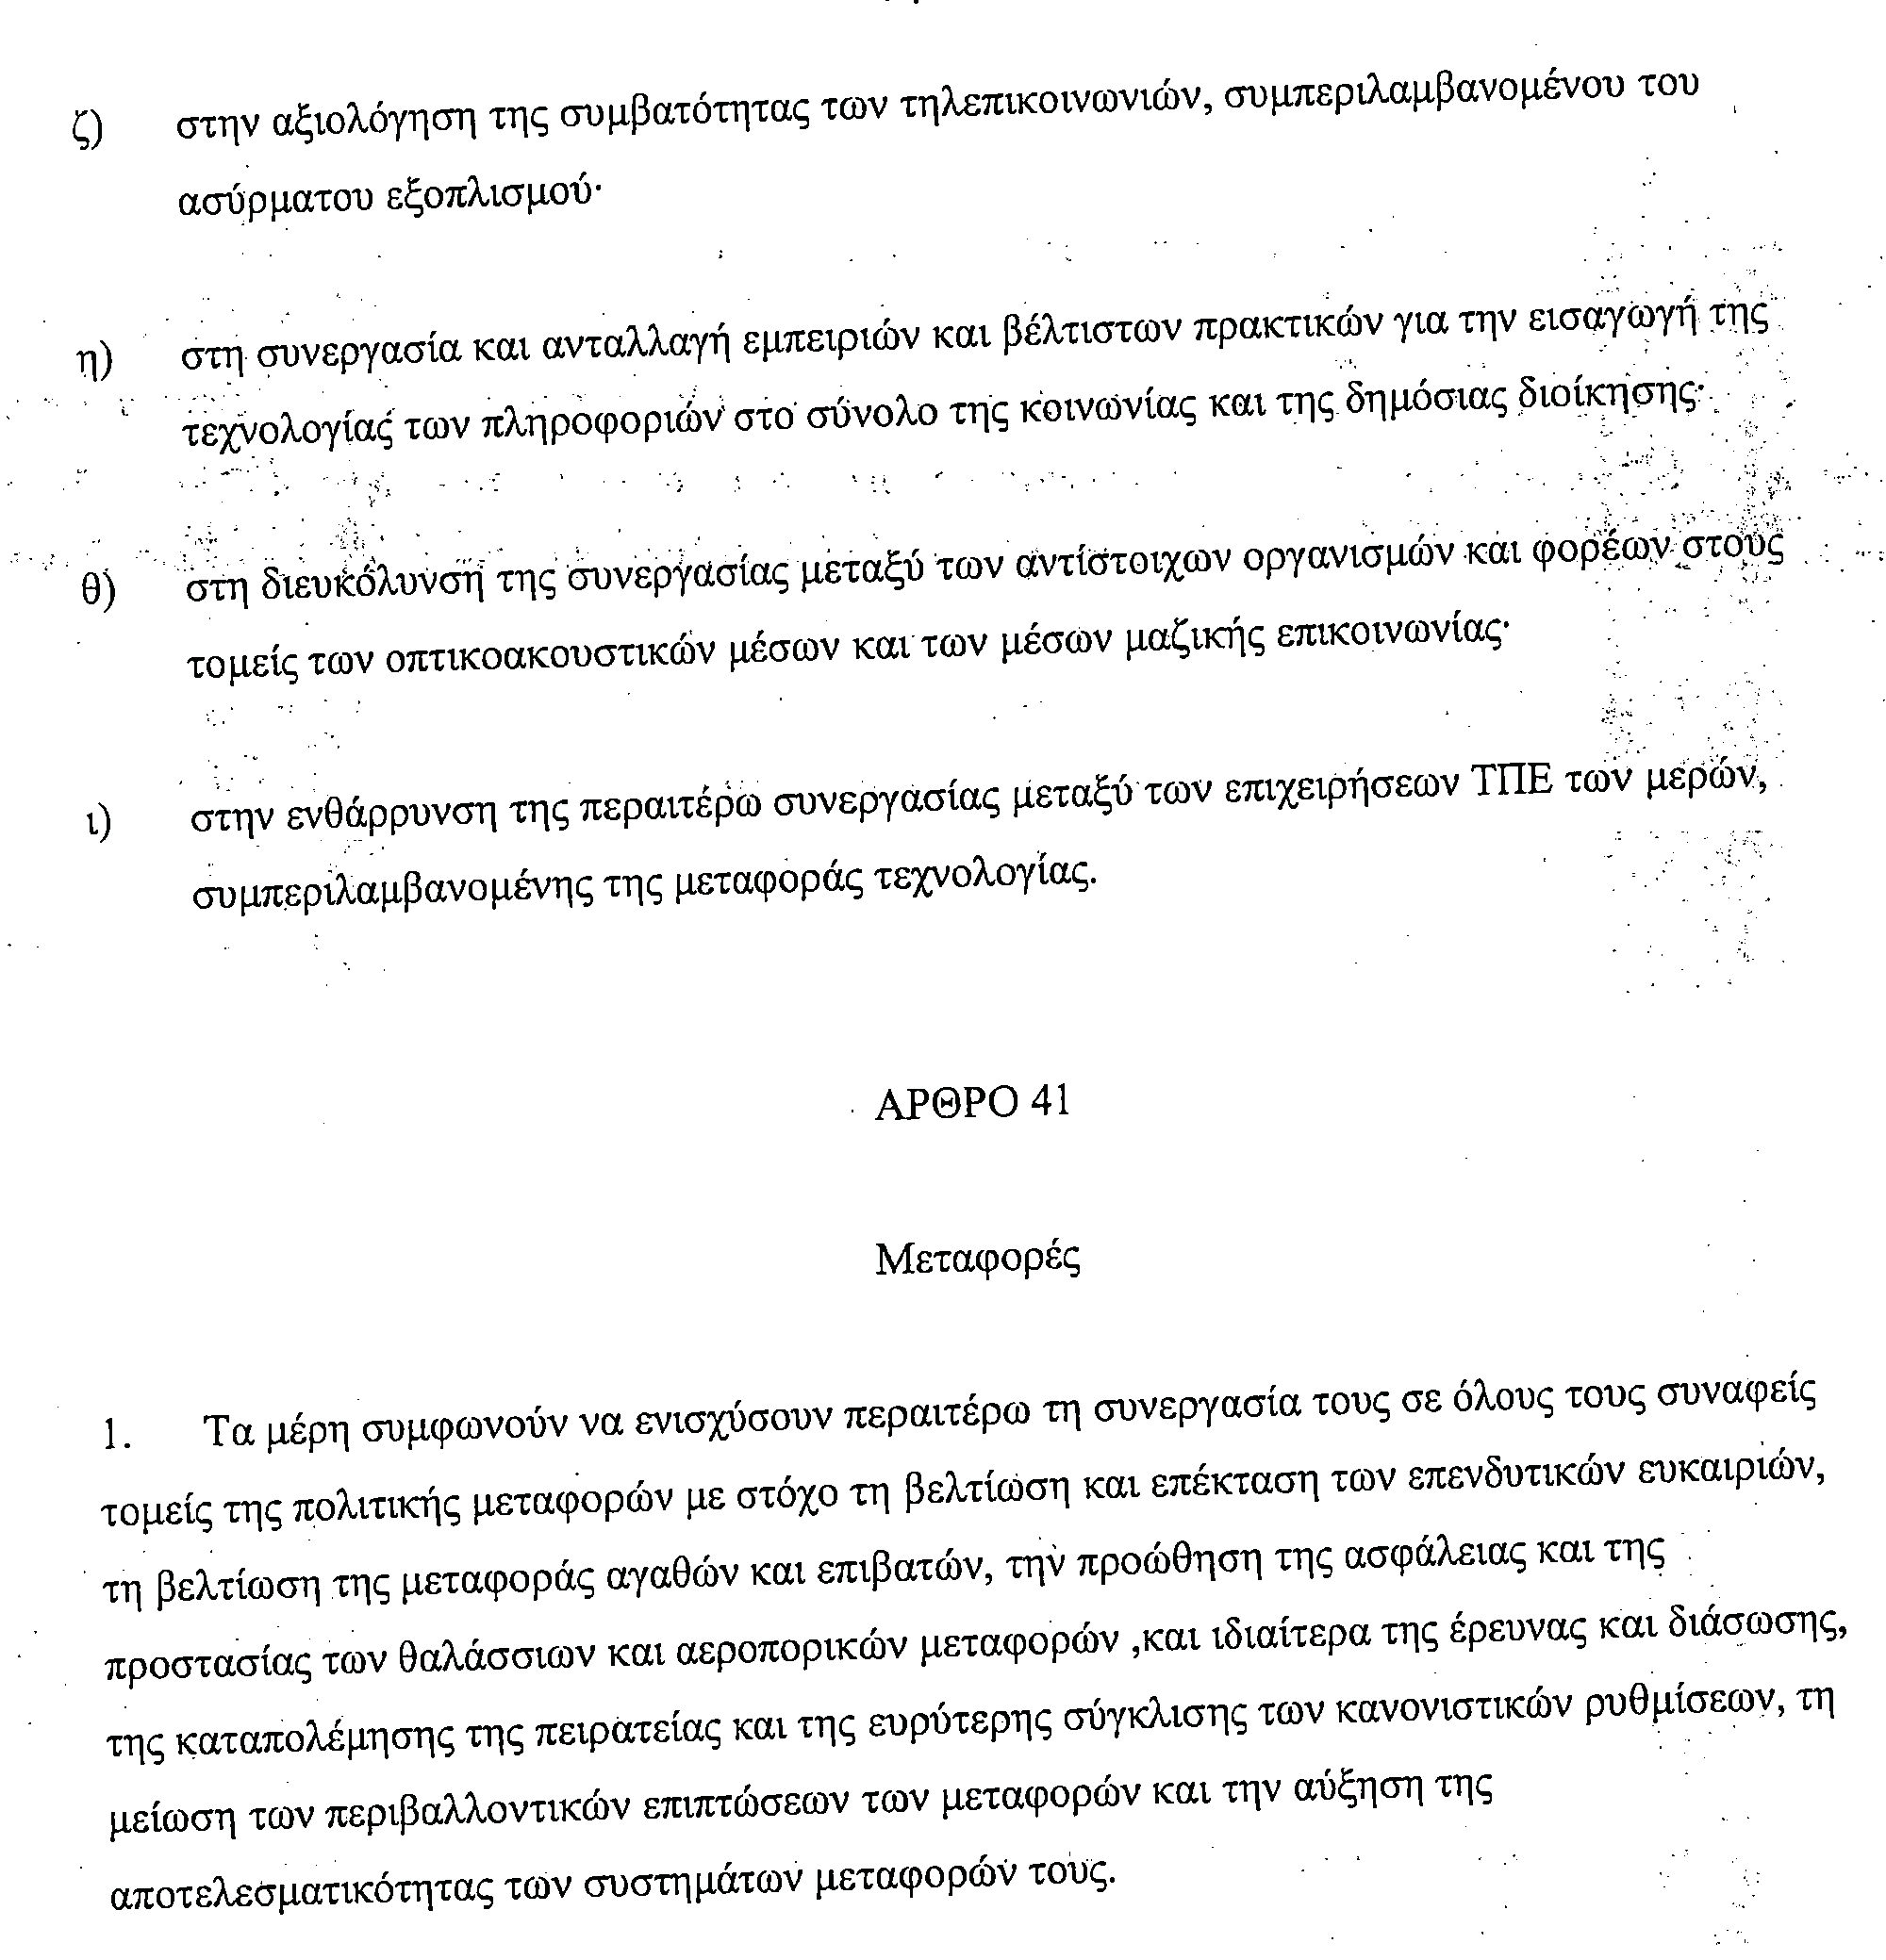 ζ) στην αξιολόγηση της συμβατότητας των τηλεπικοινωνιών, συμπεριλαμβανομένου του
ασύρματου εξοπλισμού·
η) στη συνεργασία και ανταλλαγή εμπειριών και βέλτιστων πρακτικών για την εισαγωγή της
τεχνολογίας των πληροφοριών στο σύνολο της κοινωνίας και της δημόσιας διοίκησης·
θ) στη διευκόλυνση της συνεργασίας μεταξύ των αντίστοιχων οργανισμών και φορέων στους
τομείς των οπτικοακουστικών μέσων και των μέσων μαζικής επικοινωνίας·
ι) στην ενθάρρυνση της περαιτέρω συνεργασίας μεταξύ των επιχειρήσεων ΤΠΕ των μερών,
συμπεριλαμβανομένης της μεταφοράς τεχνολογίας.
ΑΡΘΡΟ 41
Μεταφορές
1. Τα μέρη συμφωνούν να ενισχύσουν περαιτέρω τη συνεργασία τους σε όλους τους συναφείς
τομείς της πολιτικής μεταφορών με στόχο τη βελτίωση και επέκταση των επενδυτικών ευκαιριών,
τη βελτίωση της μεταφοράς αγαθών και επιβατών, την προώθηση της ασφάλειας και της
προστασίας των θαλάσσιων και αεροπορικών μεταφορών ,και ιδιαίτερα της έρευνας και διάσωσης,
της καταπολέμησης της πειρατείας και της ευρύτερης σύγκλισης των κανονιστικών ρυθμίσεων, τη
μείωση των περιβαλλοντικών επιπτώσεων των μεταφορών και την αύξηση της
αποτελεσματικότητας των συστημάτων μεταφορών τους.